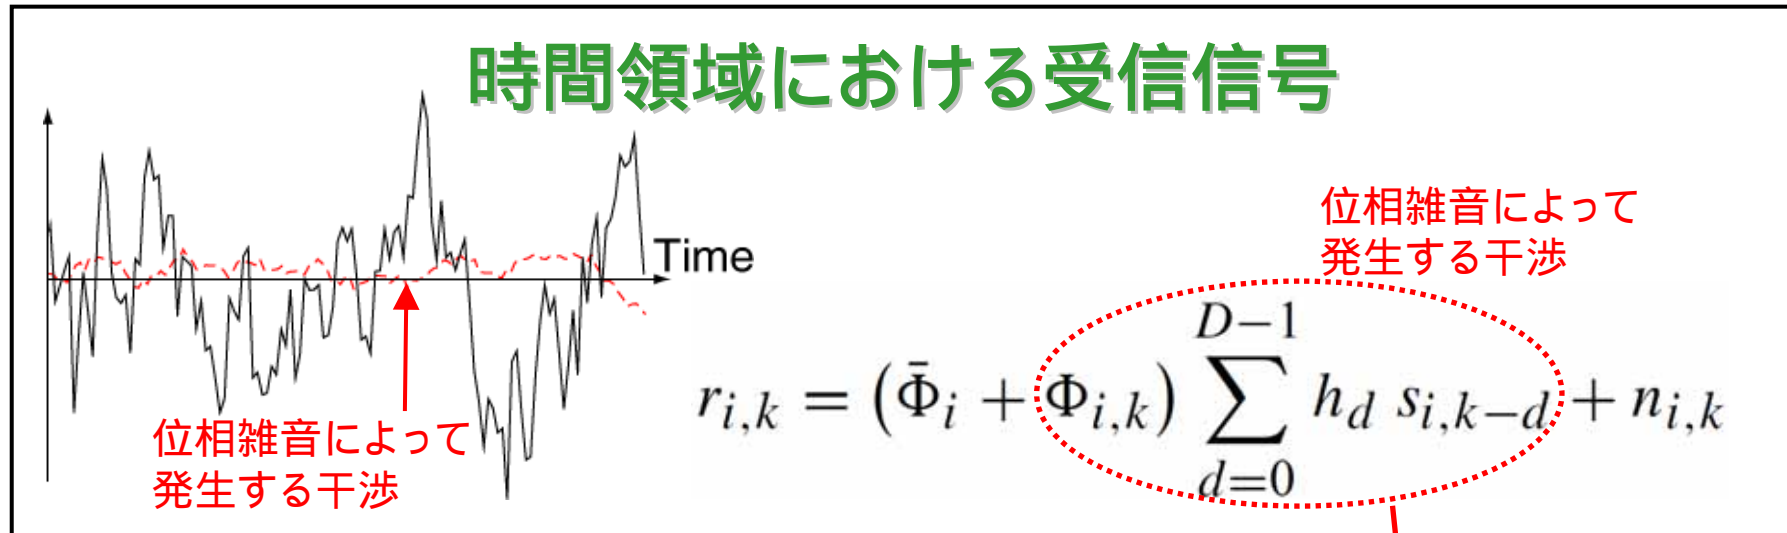 時間領域における受信信号
Time
位相雑音によって
発生する干渉
位相雑音によって
発生する干渉
r_{i,k} = (\bar{Φ}_i + Φ_{i,k}) \sum_{d=0}^{D-1} h_d s_{i,k-d} + n_{i,k}